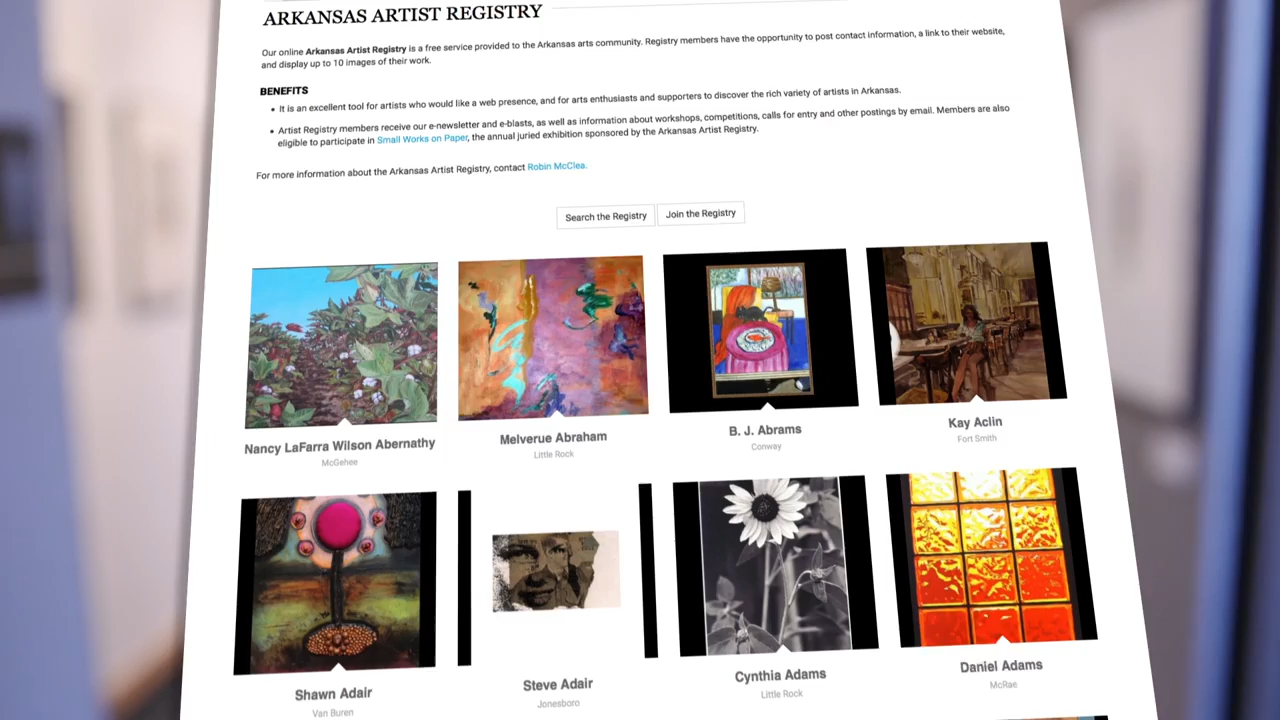 ARKANSAS ARTIST REGISTRY
Our online Arkansas Artist Registry is a free service provided to the Arkansas arts community. Registry members have the opportunity to post contact information, a link to their website,
and display up to 10 images of their work.
BENEFITS
• It is an excellent tool for artists who would like a web presence, and for arts enthusiasts and supporters to discover the rich variety of artists in Arkansas.
• Artist Registry members receive our e-newsletter and e-blasts, as well as information about workshops, competitions, calls for entry and other postings by email. Members are also
eligible to participate in Small Works on Paper, the annual juried exhibition sponsored by the Arkansas Artist Registry.
For more information about the Arkansas Artist Registry, contact Robin McClea.
Search the Registry Join the Registry
Nancy LaFarra Wilson Abernathy
McGehee
Melverue Abraham
Little Rock
B. J. Abrams
Conway
Kay Aclin
Fort Smith
Shawn Adair
Van Buren
Steve Adair
Jonesboro
Cynthia Adams
Little Rock
Daniel Adams
McRae